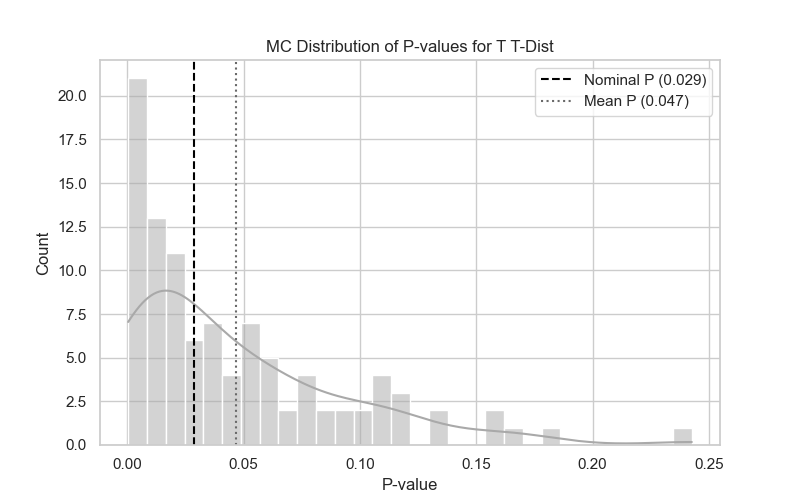 MC Distribution of P-values for T T-Dist
Nominal P (0.029)
Mean P (0.047)
Count
20.0
17.5
15.0
12.5
10.0
7.5
5.0
2.5
0.0
0.00 0.05 0.10 0.15 0.20 0.25
P-value